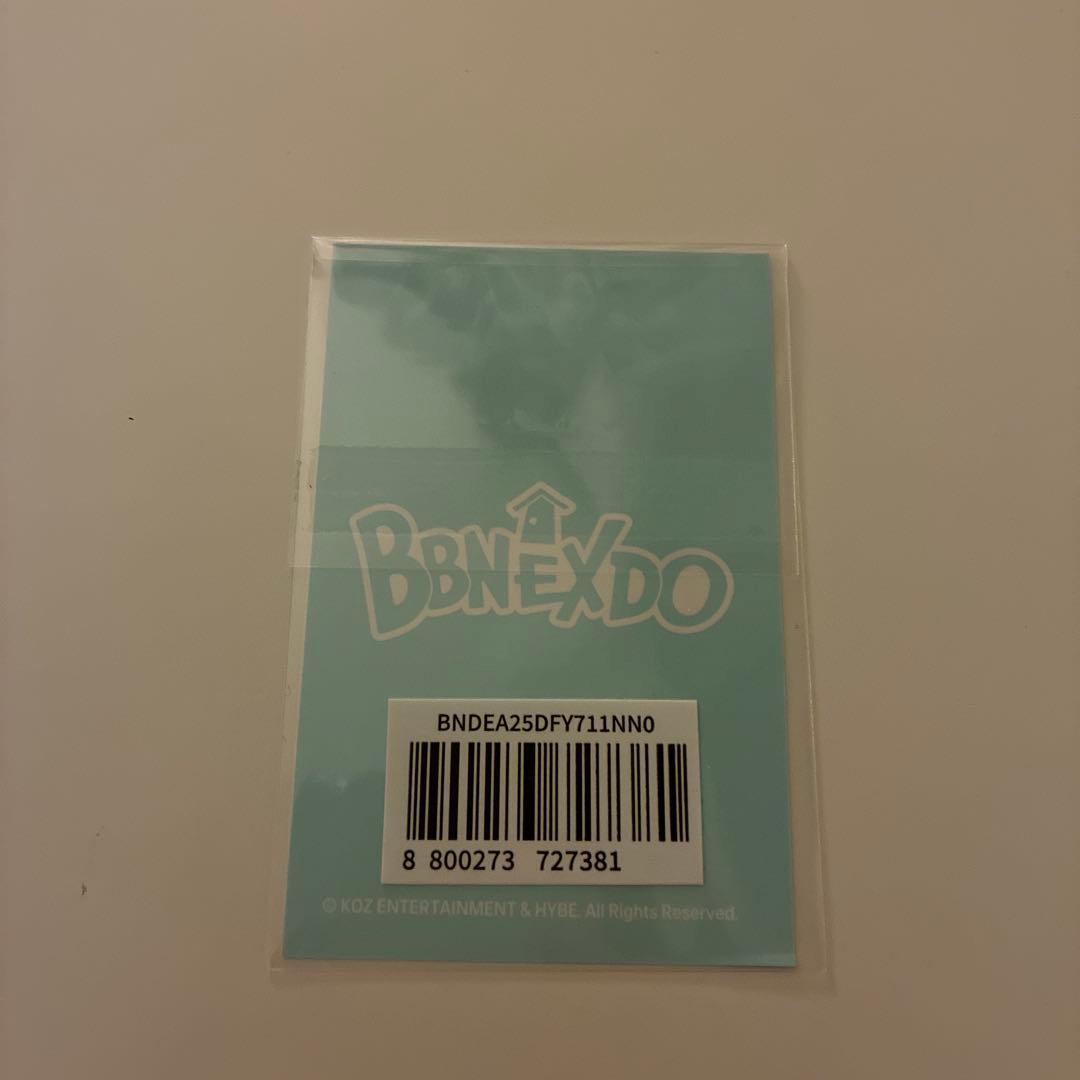 BBNEXDO
BNDEA25DFY711NN0
8 800273 727381
© KOZ ENTERTAINMENT & HYBE. All Rights Reserved.